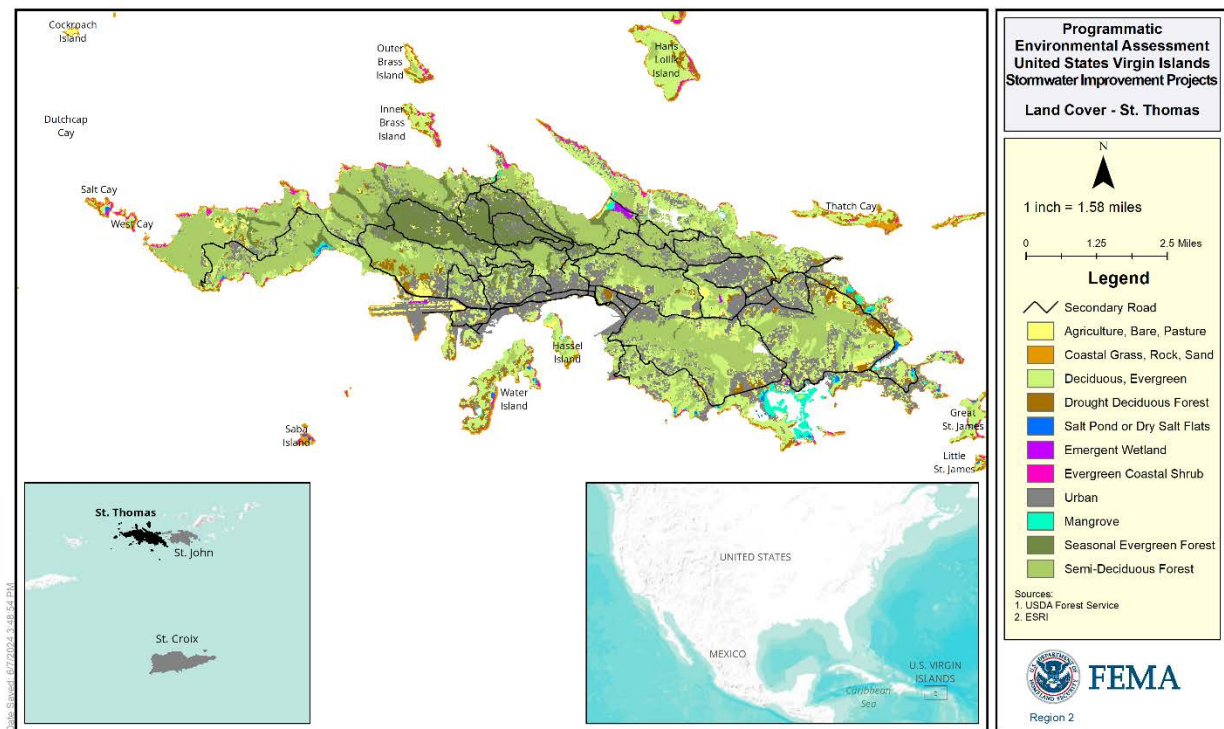 Cockroach
Island
Outer
Brass
Island
Hans
Lollik
Island
Inner
Brass
Island
Dutchcap
Cay
Salt Cay
West Cay
Thatch Cay
Hassel
Island
Water
Island
Saba
Island
Great
St. James
Little
St. James
St. Thomas
St. John
St. Croix
UNITED STATES
MEXICO
U.S. VIRGIN
ISLANDS
Caribbean
Sea
Date Saved: 6/7/2024 3:48:54 PM
Programmatic
Environmental Assessment
United States Virgin Islands
Stormwater Improvement Projects
Land Cover - St. Thomas
N
1 inch = 1.58 miles
0 1.25 2.5 Miles
Legend
Secondary Road
Agriculture, Bare, Pasture
Coastal Grass, Rock, Sand
Deciduous, Evergreen
Drought Deciduous Forest
Salt Pond or Dry Salt Flats
Emergent Wetland
Evergreen Coastal Shrub
Urban
Mangrove
Seasonal Evergreen Forest
Semi-Deciduous Forest
Sources:
1. USDA Forest Service
2. ESRI
U.S. DEPARTMENT OF
HOMELAND SECURITY
FEMA
Region 2